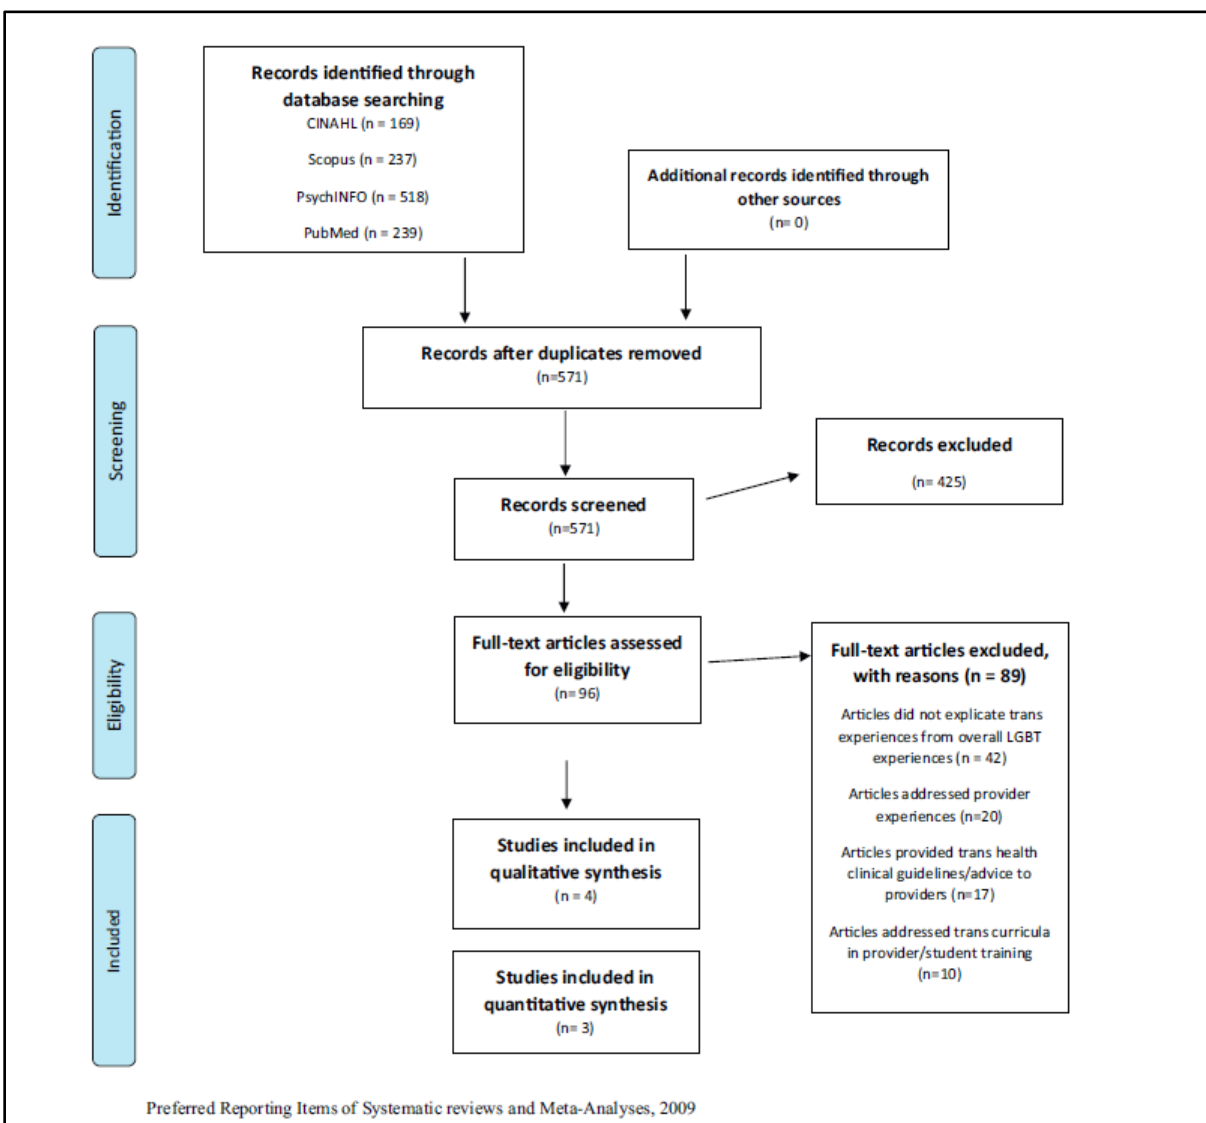 Identification
Records identified through
database searching
CINAHL (n = 169)
Scopus (n = 237)
PsychINFO (n = 518)
PubMed (n = 239)
Additional records identified through
other sources
(n= 0)
Screening
Records after duplicates removed
(n=571)
Records screened
(n=571)
Records excluded
(n= 425)
Eligibility
Full-text articles assessed
for eligibility
(n= 96)
Full-text articles excluded,
with reasons (n = 89)
Articles did not explicate trans
experiences from overall LGBT
experiences (n = 42)
Articles addressed provider
experiences (n=20)
Articles provided trans health
clinical guidelines/advice to
providers (n=17)
Articles addressed trans curricula
in provider/student training
(n=10)
Included
Studies included in
qualitative synthesis
(n = 4)
Studies included in
quantitative synthesis
(n= 3)
Preferred Reporting Items of Systematic reviews and Meta-Analyses, 2009